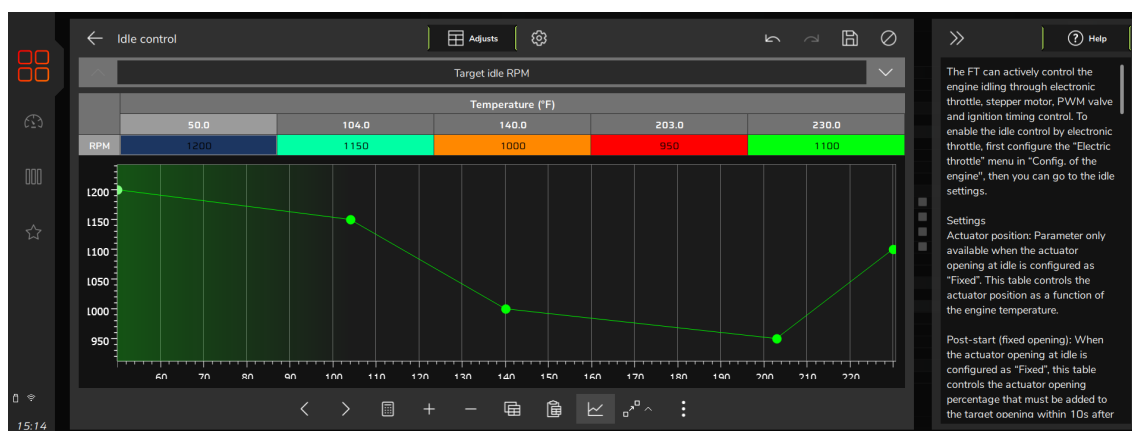 Idle control
Adjusts
Help
Target idle RPM
Temperature (°F)
50.0 104.0 140.0 203.0 230.0
RPM 1200 1150 1000 950 1100
1200
1150
1100
1050
1000
950
60 70 80 90 100 110 120 130 140 150 160 170 180 190 200 210 220
15:14
The FT can actively control the
engine idling through electronic
throttle, stepper motor, PWM valve
and ignition timing control. To
enable the idle control by electronic
throttle, first configure the “Electric
throttle” menu in “Config. of the
engine”, then you can go to the idle
settings.
Settings
Actuator position: Parameter only
available when the actuator
opening at idle is configured as
“Fixed”. This table controls the
actuator position as a function of
the engine temperature.
Post-start (fixed opening): When
the actuator opening at idle is
configured as “Fixed”, this table
controls the actuator opening
percentage that must be added to
the target opening within 10s after